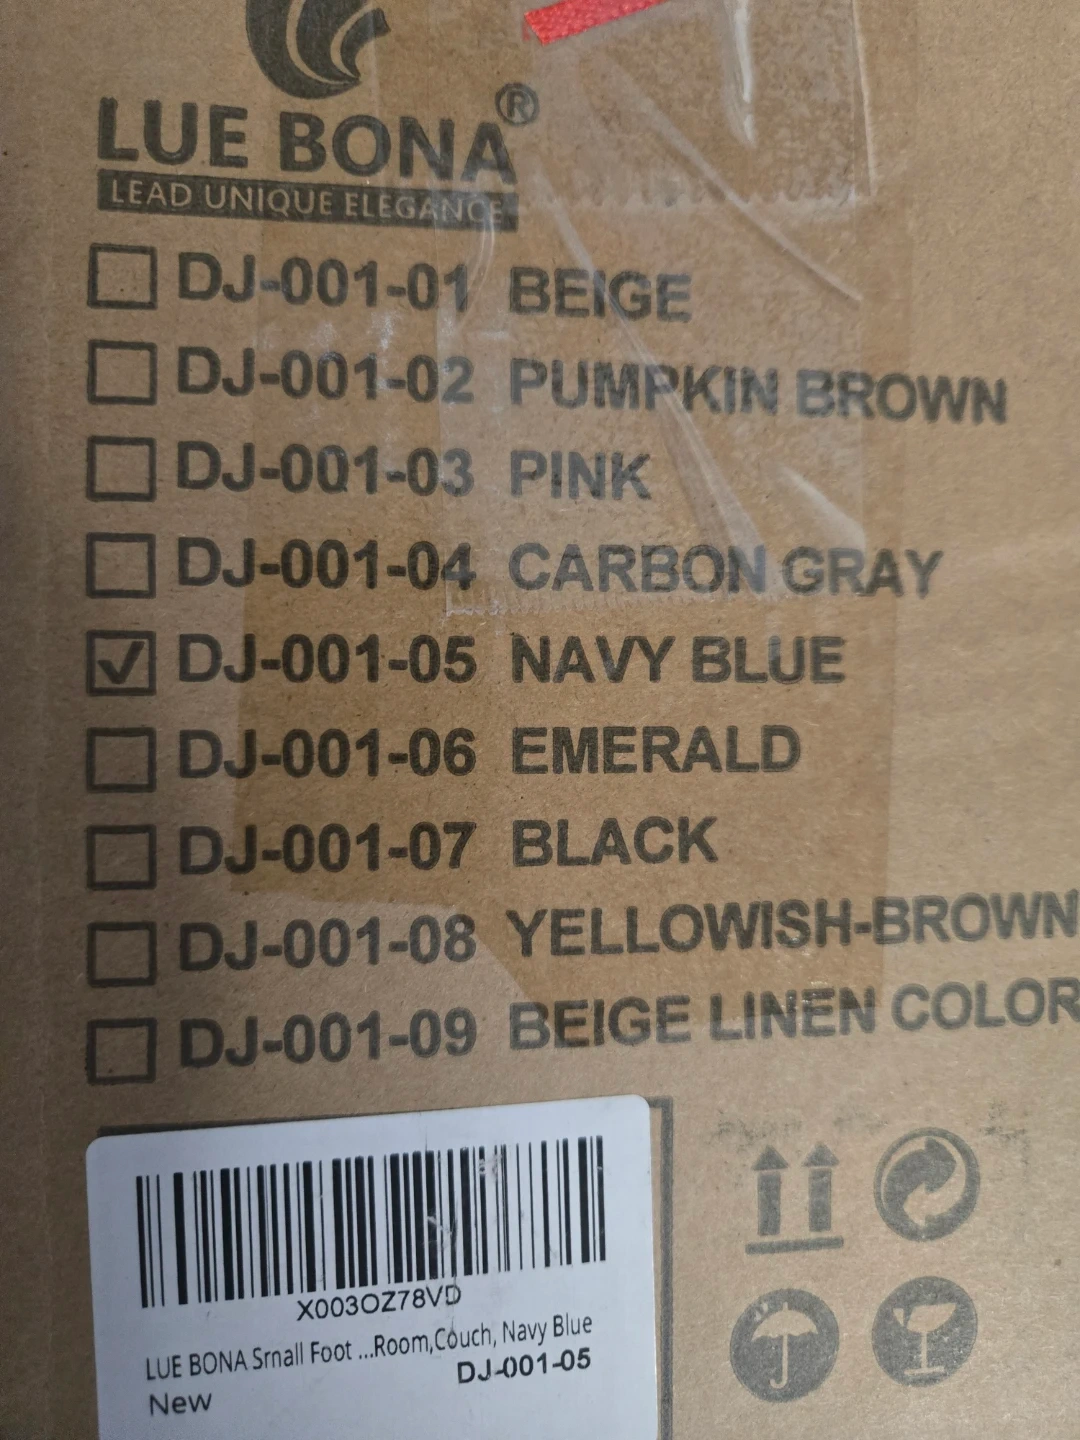 LUE BONA®
LEAD UNIQUE ELEGANCE
DJ-001-01 BEIGE
DJ-001-02 PUMPKIN BROWN
DJ-001-03 PINK
DJ-001-04 CARBON GRAY
DJ-001-05 NAVY BLUE
DJ-001-06 EMERALD
DJ-001-07 BLACK
DJ-001-08 YELLOWISH-BROWN
DJ-001-09 BEIGE LINEN COLOR
X003OZ78VD
LUE BONA Srnall Foot ...Room,Couch, Navy Blue
DJ-001-05
New